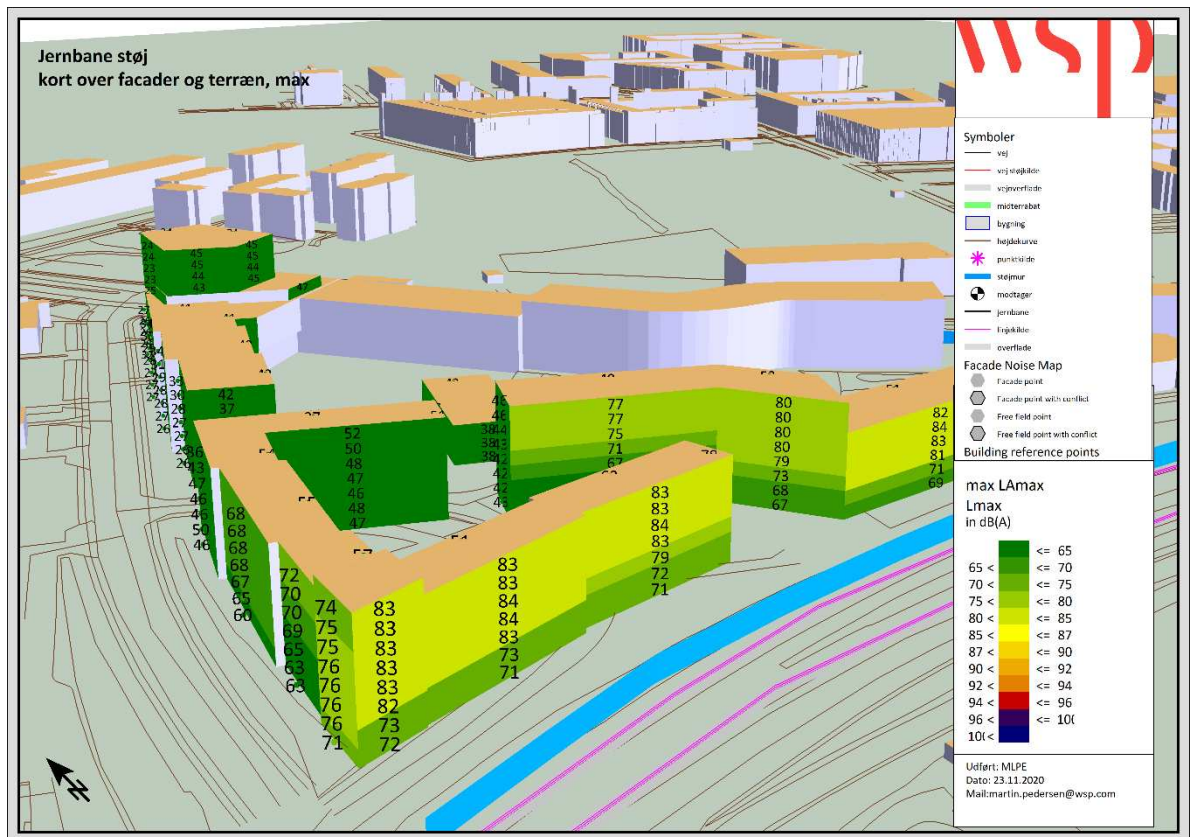 Jernbane støj
kort over facader og terræn, max
wsp
Symboler
vej
vej støjkilde
vejoverflade
midterrabat
bygning
højdekurve
punktkilde
støjmur
modtager
jernbane
linjekilde
overflade
Facade Noise Map
Facade point
Facade point with conflict
Free field point
Free field point with conflict
Building reference points
max LAmax
Lmax
in dB(A)
<= 65
65 < <= 70
70 < <= 75
75 < <= 80
80 < <= 85
85 < <= 87
87 < <= 90
90 < <= 92
92 < <= 94
94 < <= 96
96 <
Udført: MLPE
Dato: 23.11.2020
Mail:martin.pedersen@wsp.com
N
45
45 45
44 44
43 45
42
37
52
50
48
47
46
48
47
77
77
75
71
67
80
80
80
80
79
73
68
67
82
84
83
81
71
69
43
47
46
46
50
68
68
68
68
67
65
60
72
70
70
69
65
63
63
74
75
75
76
76
76
76
71
83
83
83
83
83
82
73
72
83
83
84
84
83
73
71
83
83
84
83
79
72
71